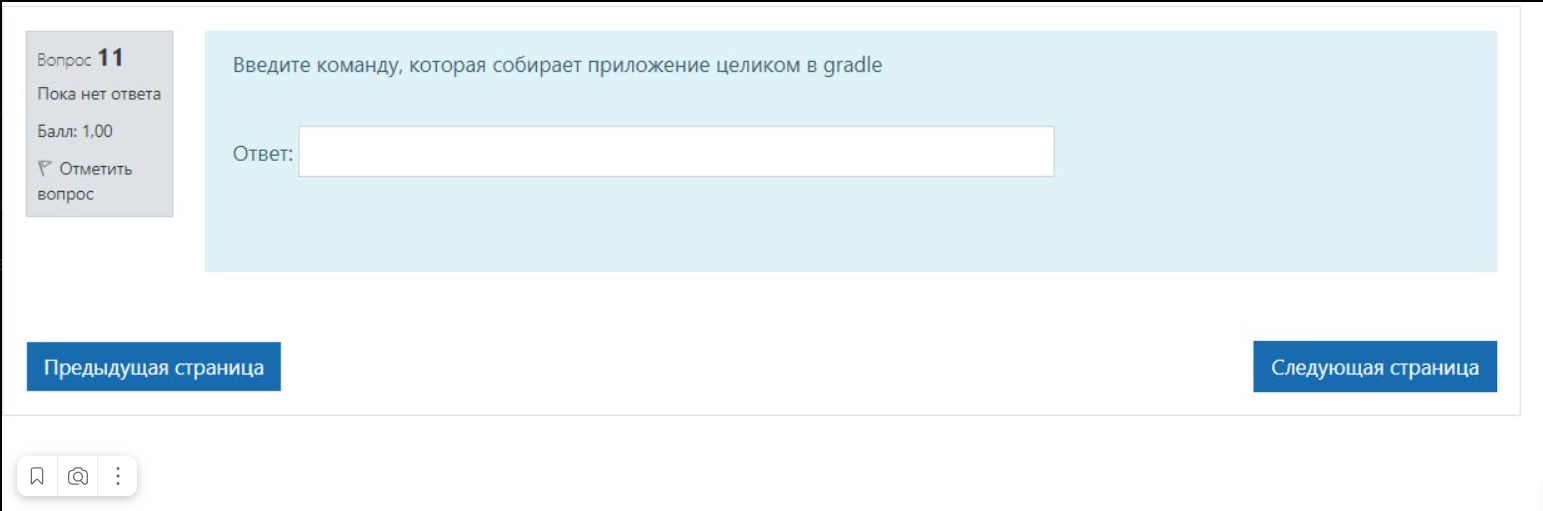 Вопрос 11
Пока нет ответа
Балл: 1,00
Отметить
вопрос
Введите команду, которая собирает приложение целиком в gradle
Ответ:
Предыдущая страница
Следующая страница